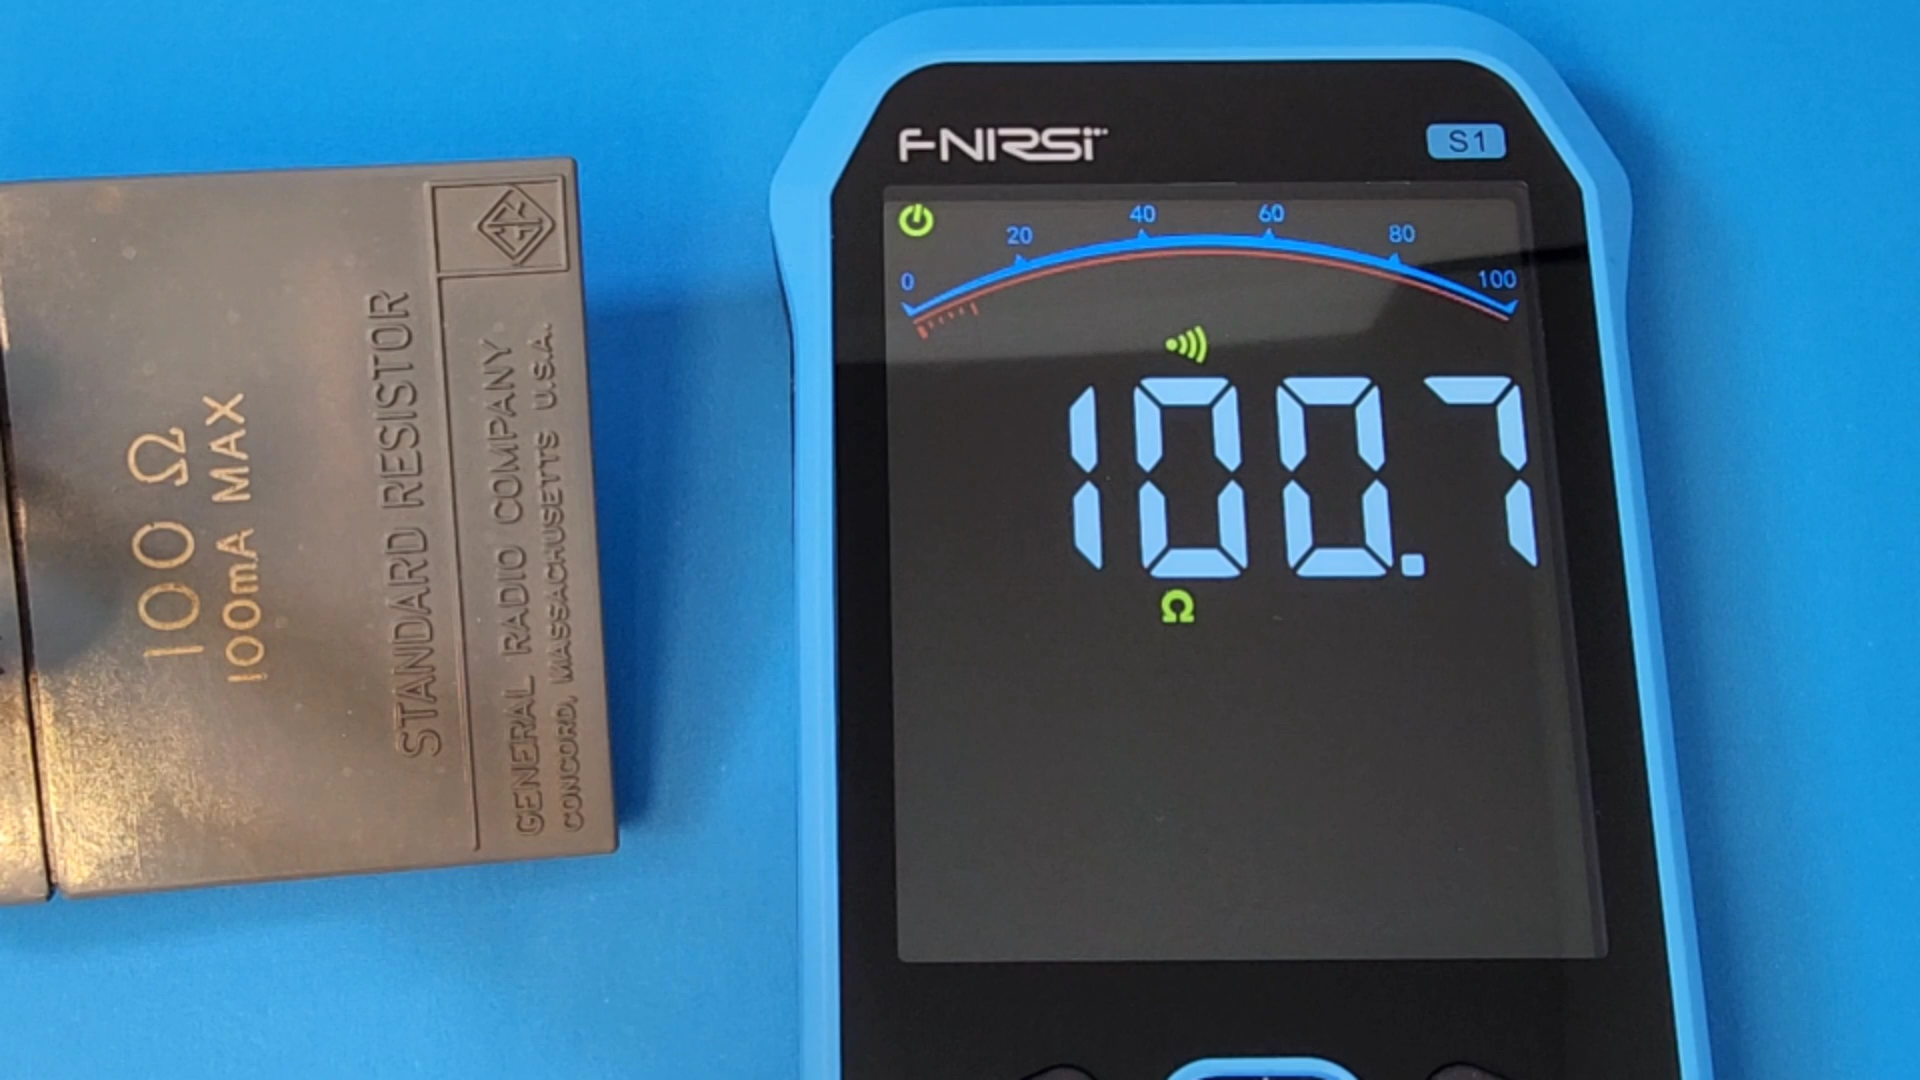 100 Ω
100mA MAX
STANDARD RESISTOR
GENERAL RADIO COMPANY
CONCORD, MASSACHUSETTS U.S.A.
GR
FNIRSI
S1
0
20
40
60
80
100
100.7
Ω